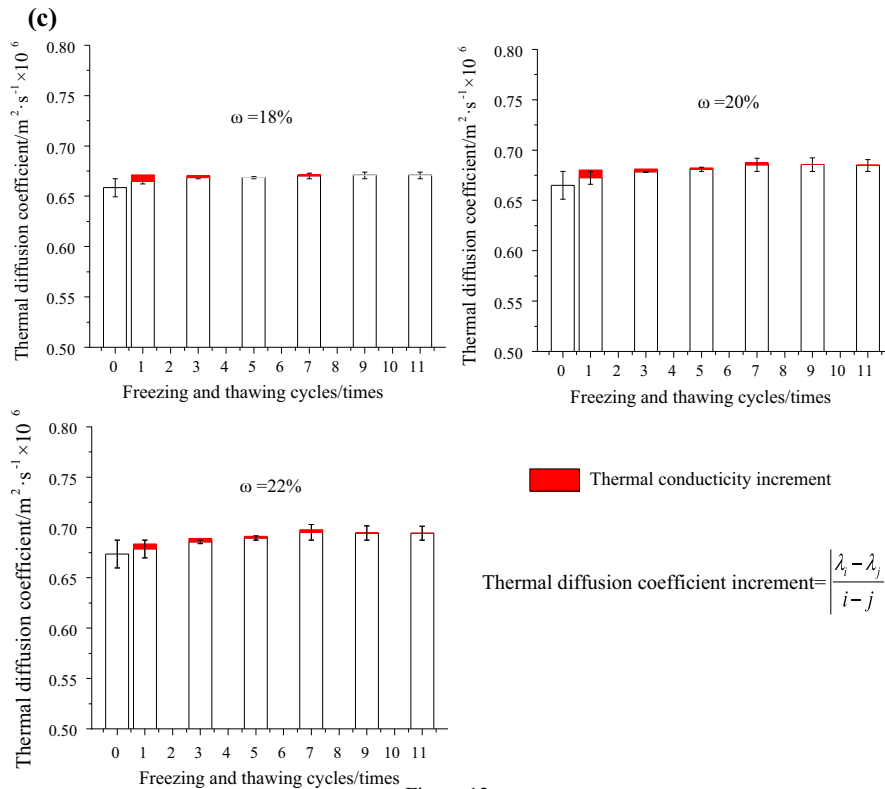 (c)
Thermal diffusion coefficient/m²·s⁻¹×10⁶
0.80
0.75
0.70
0.65
0.60
0.55
0.50
ω =18%
0 1 2 3 4 5 6 7 8 9 10 11
Freezing and thawing cycles/times
Thermal diffusion coefficient/m²·s⁻¹×10⁶
0.80
0.75
0.70
0.65
0.60
0.55
0.50
ω =20%
0 1 2 3 4 5 6 7 8 9 10 11
Freezing and thawing cycles/times
Thermal diffusion coefficient/m²·s⁻¹×10⁶
0.80
0.75
0.70
0.65
0.60
0.55
0.50
ω =22%
0 1 2 3 4 5 6 7 8 9 10 11
Freezing and thawing cycles/times
Thermal conducticity increment
Thermal diffusion coefficient increment=|λᵢ − λⱼ / i − j